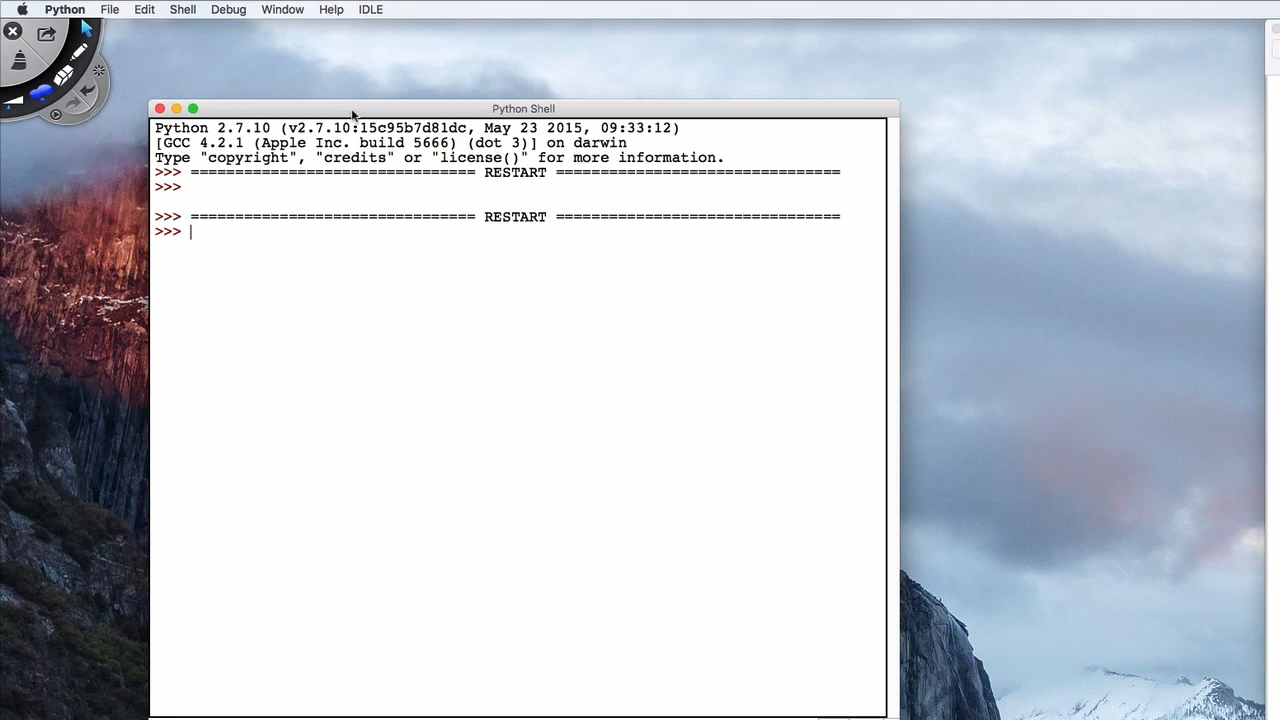 Python File Edit Shell Debug Window Help IDLE
Python Shell
Python 2.7.10 (v2.7.10:15c95b7d81dc, May 23 2015, 09:33:12)
[GCC 4.2.1 (Apple Inc. build 5666) (dot 3)] on darwin
Type "copyright", "credits" or "license()" for more information.
>>> ================================ RESTART ================================
>>>
>>> ================================ RESTART ================================
>>>